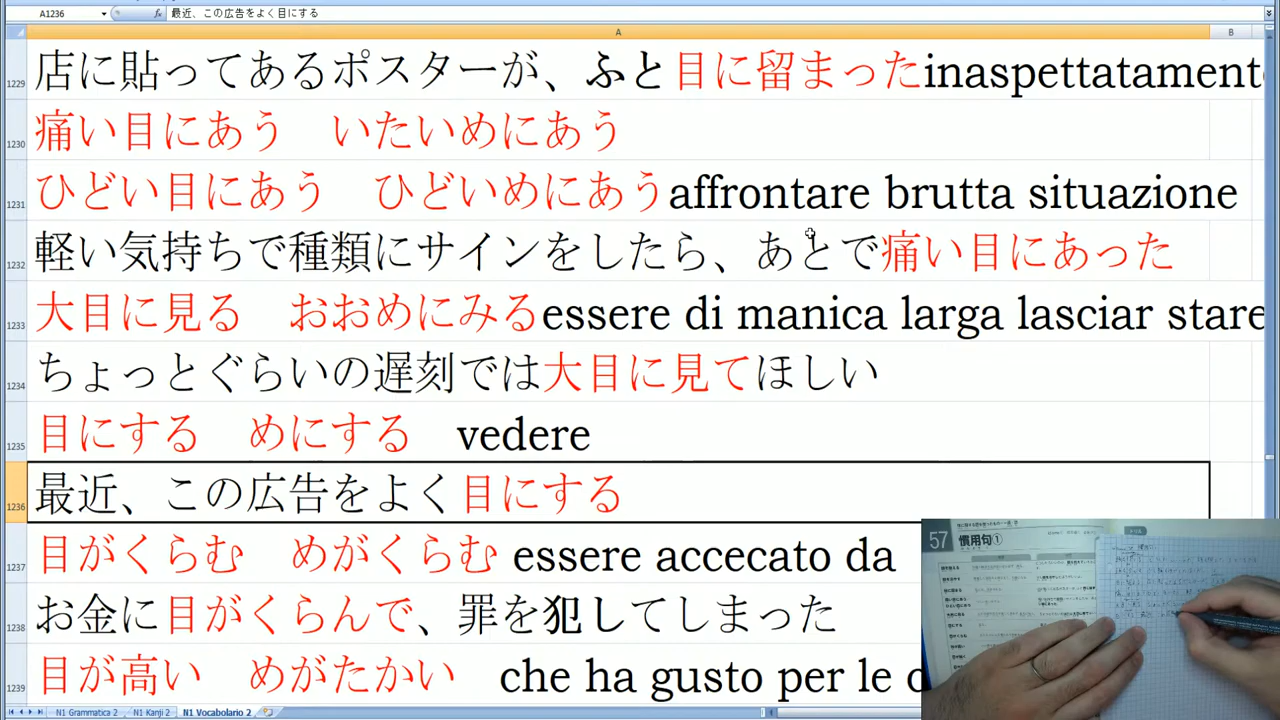 A1236 fx 最近、この広告をよく目にする
A B
1229 店に貼ってあるポスターが、ふと目に留まったinaspettatament
1230 痛い目にあう いたいめにあう
1231 ひどい目にあう ひどいめにあうaffrontare brutta situazione
1232 軽い気持ちで種類にサインをしたら、あとで痛い目にあった
1233 大目に見る おおめにみるessere di manica larga lasciar stare
1234 ちょっとぐらいの遅刻では大目に見てほしい
1235 目にする めにする vedere
1236 最近、この広告をよく目にする
1237 目がくらむ めがくらむ essere accecato da
1238 お金に目がくらんで、罪を犯してしまった
1239 目が高い めがたかい che ha gusto per le
57 慣用句①
N1 Grammatica 2 N1 Kanji 2 N1 Vocabolario 2